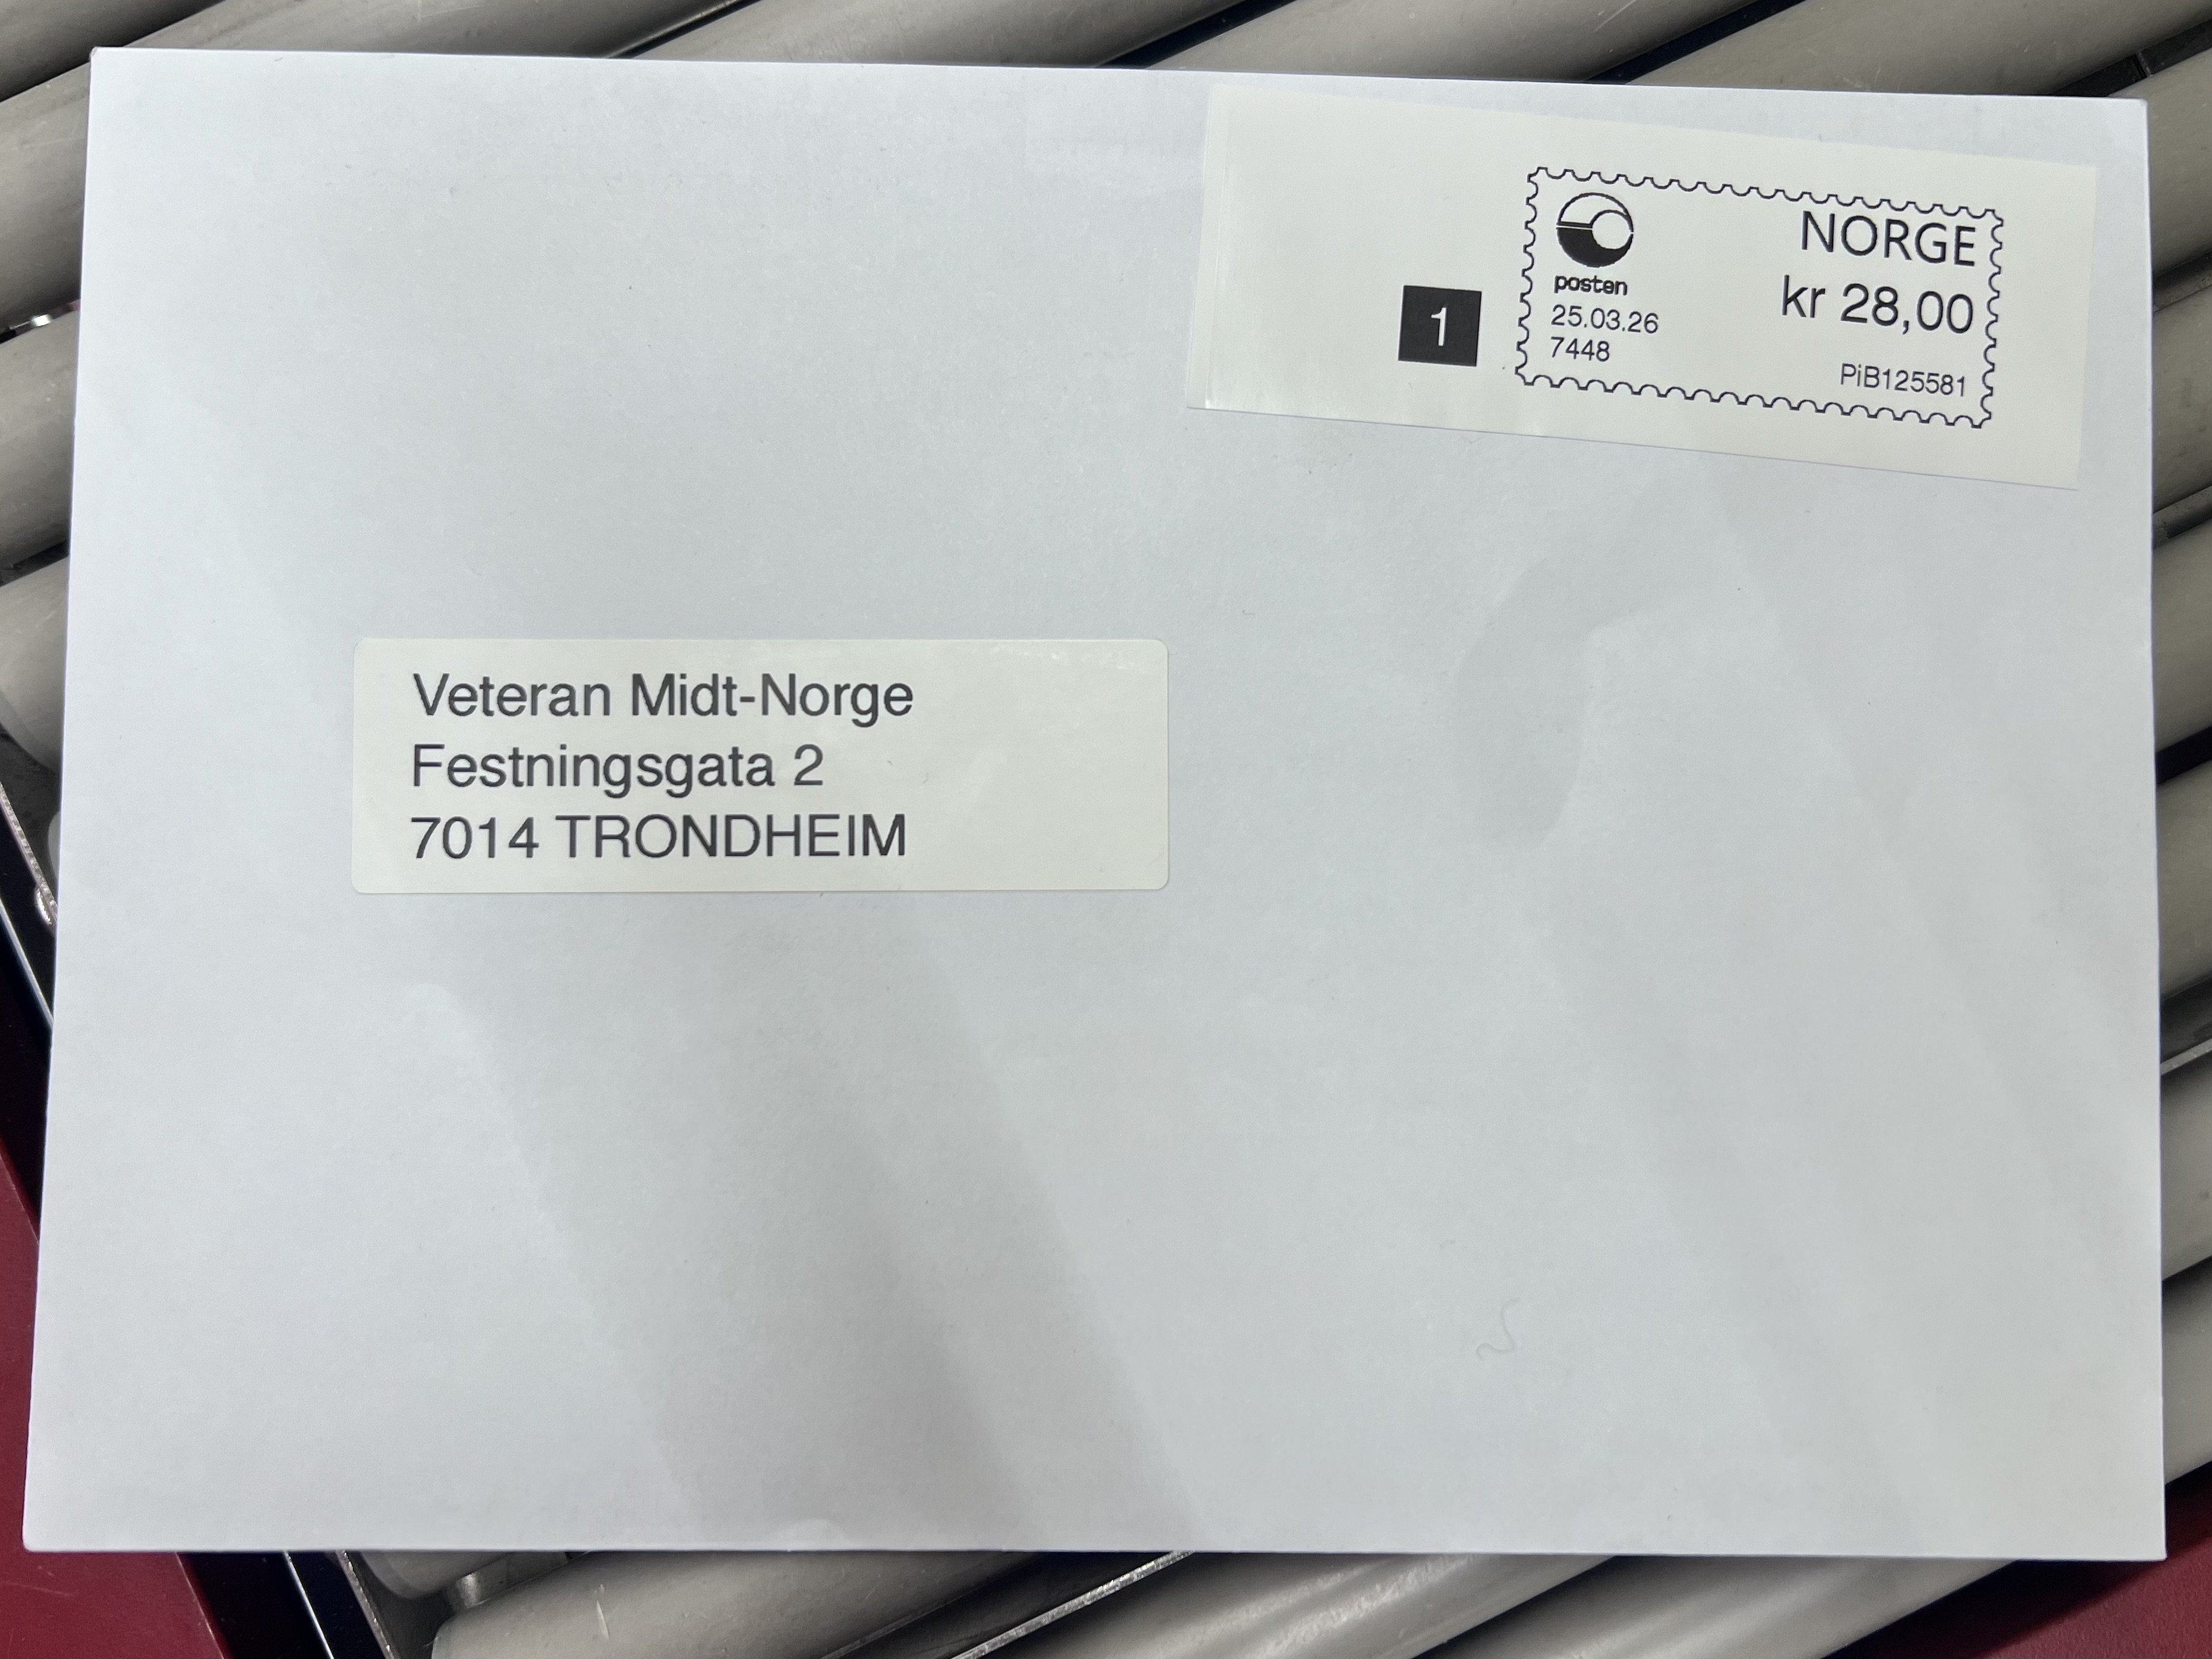 NORGE
posten
kr 28,00
25.03.26
1
7448
PiB125581
Veteran Midt-Norge
Festningsgata 2
7014 TRONDHEIM